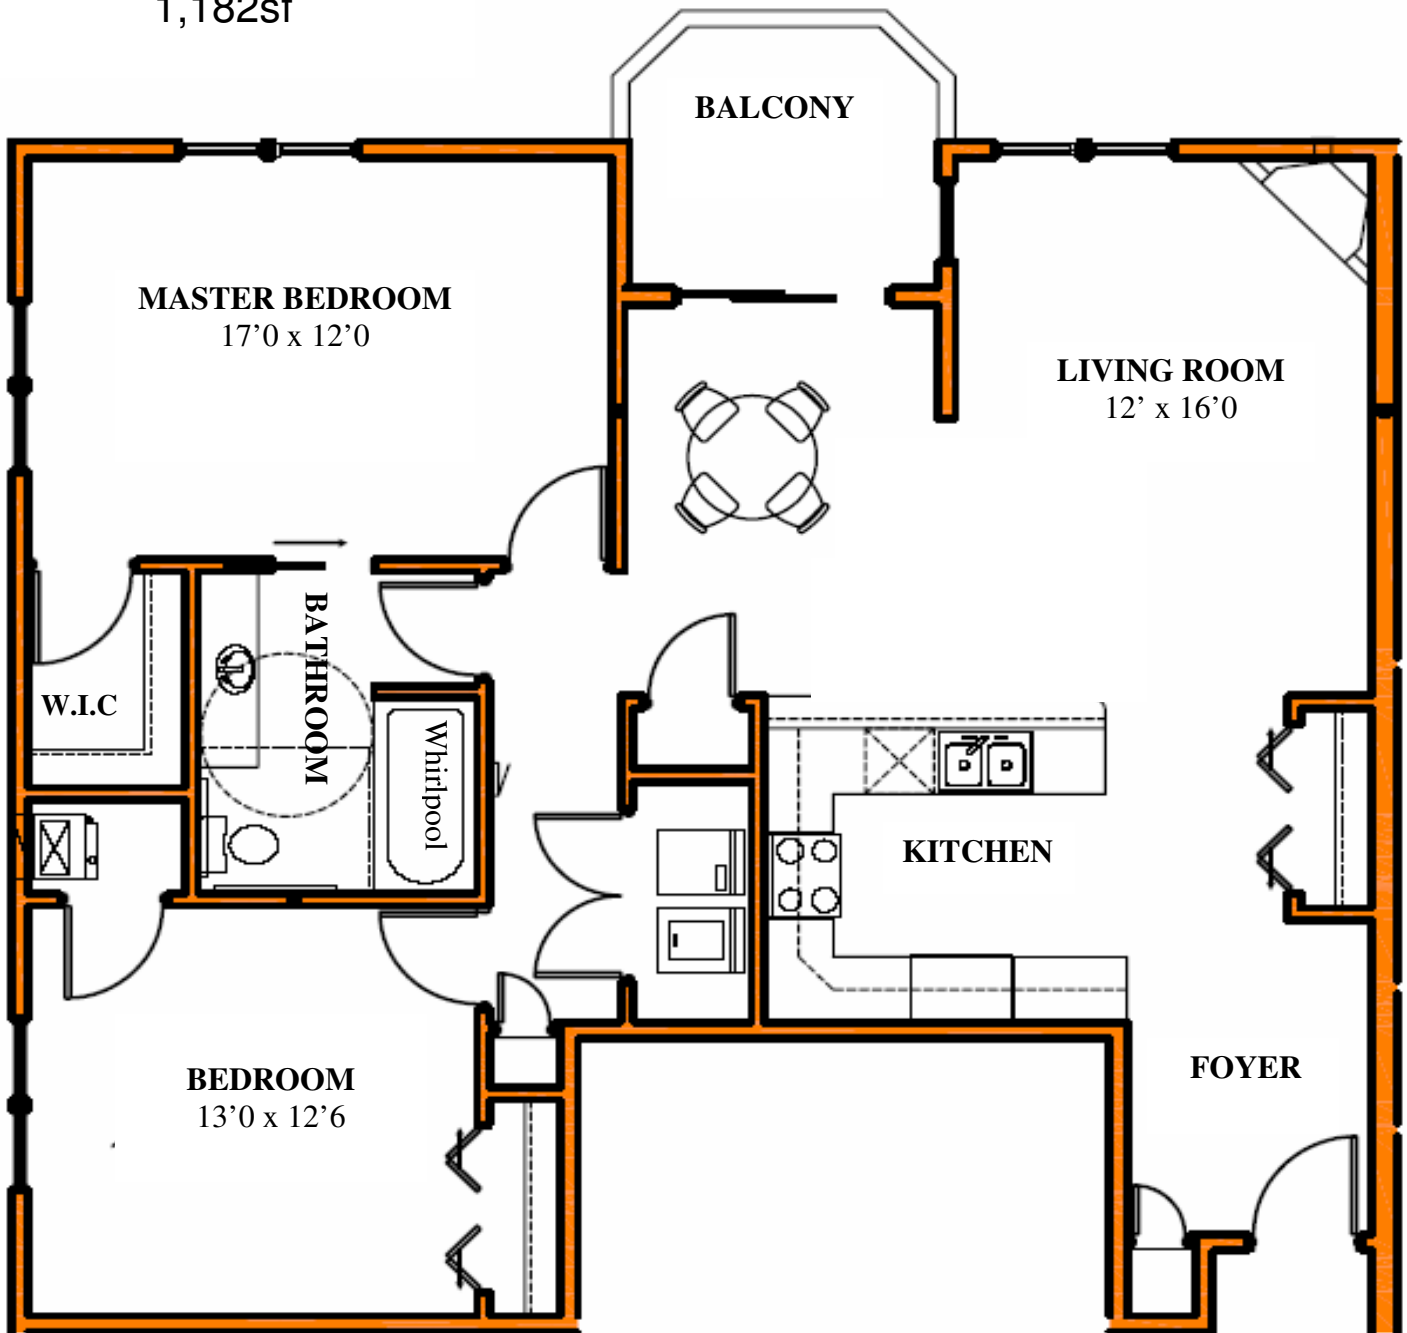 1,182sf
BALCONY
MASTER BEDROOM
17’0 x 12’0
LIVING ROOM
12’ x 16’0
BATHROOM
W.I.C
Whirlpool
KITCHEN
BEDROOM
13’0 x 12’6
FOYER